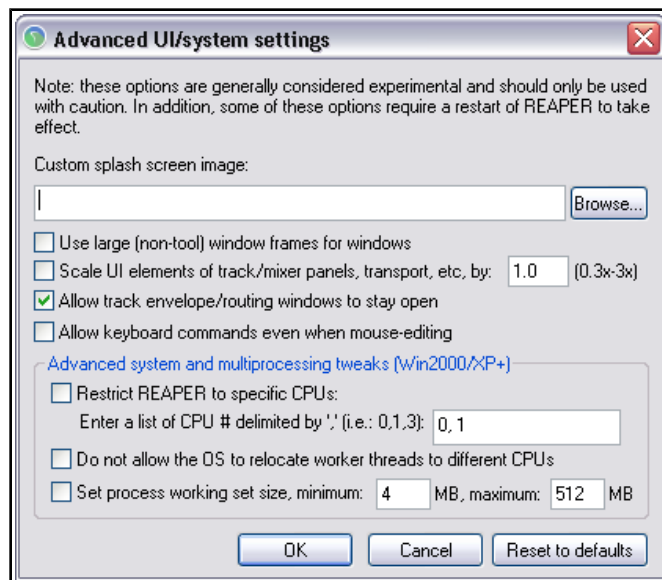 Advanced UI/system settings
Note: these options are generally considered experimental and should only be used
with caution. In addition, some of these options require a restart of REAPER to take
effect.
Custom splash screen image:
Browse...
Use large (non-tool) window frames for windows
Scale UI elements of track/mixer panels, transport, etc, by: 1.0 (0.3x-3x)
Allow track envelope/routing windows to stay open
Allow keyboard commands even when mouse-editing
Advanced system and multiprocessing tweaks (Win2000/XP+)
Restrict REAPER to specific CPUs:
Enter a list of CPU # delimited by ',' (i.e.: 0,1,3): 0, 1
Do not allow the OS to relocate worker threads to different CPUs
Set process working set size, minimum: 4 MB, maximum: 512 MB
OK Cancel Reset to defaults